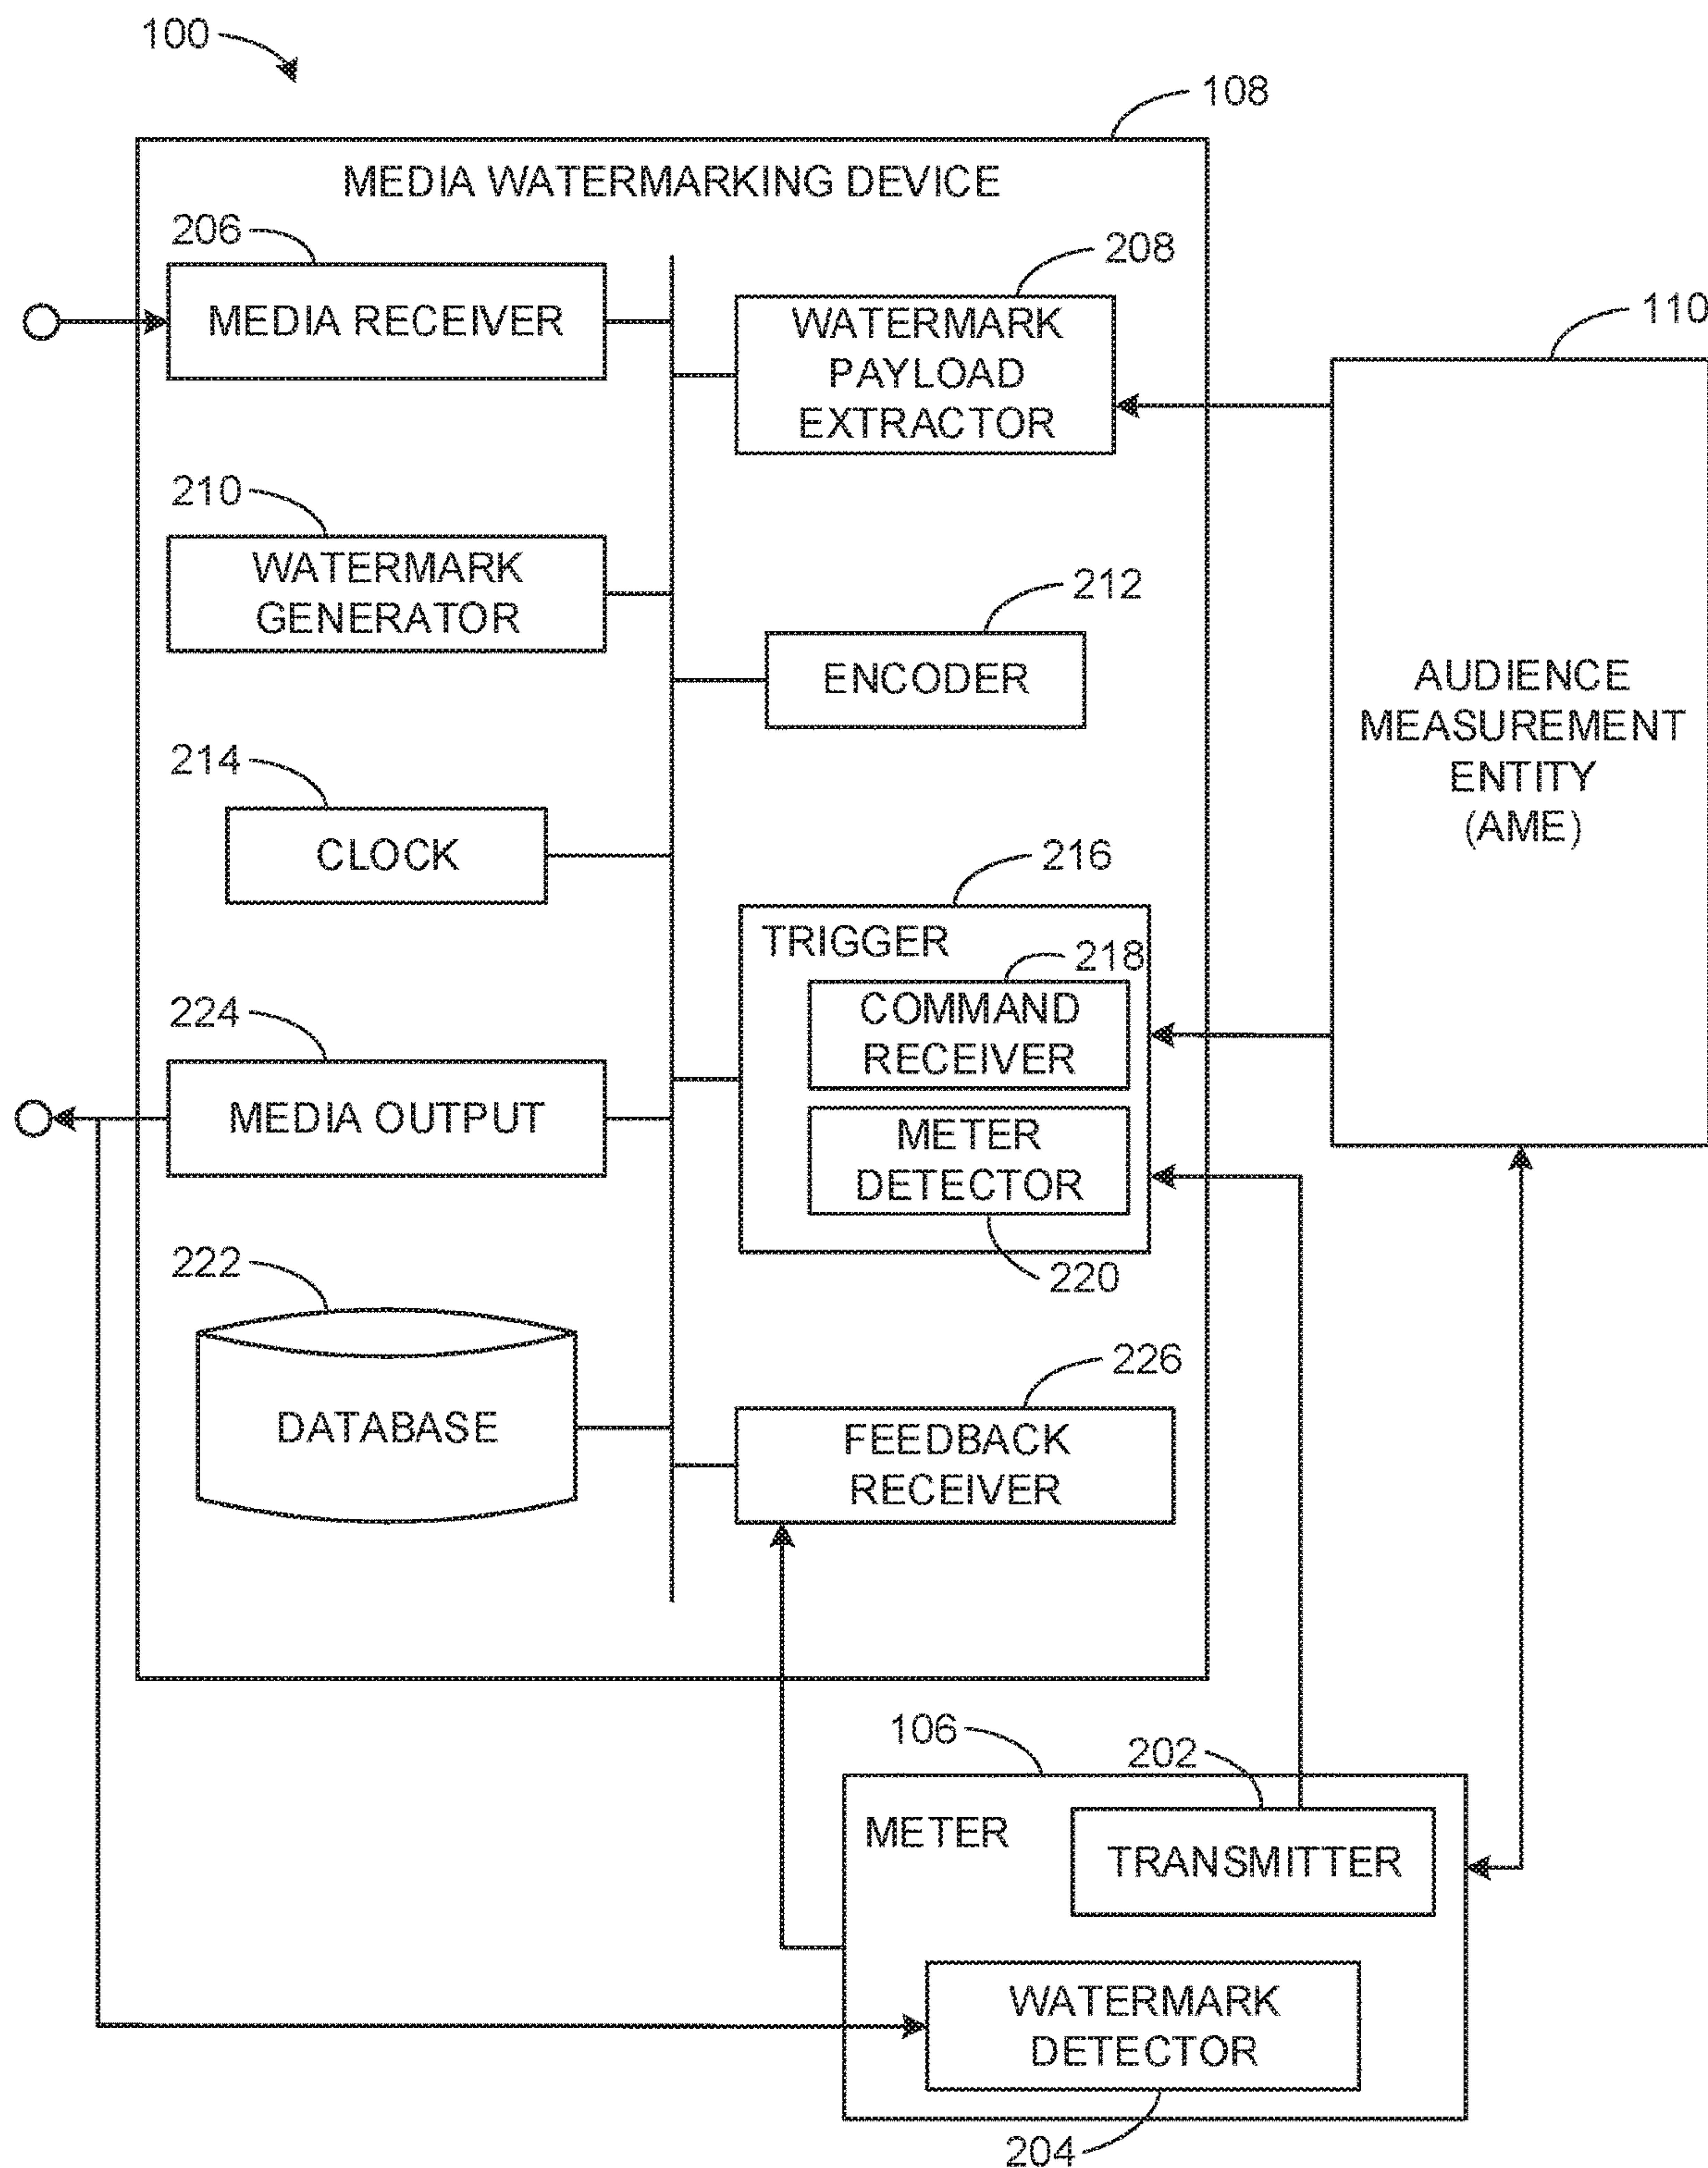 100
108
MEDIA WATERMARKING DEVICE
206
MEDIA RECEIVER
208
WATERMARK
PAYLOAD
EXTRACTOR
110
AUDIENCE
MEASUREMENT
ENTITY
(AME)
210
WATERMARK
GENERATOR
212
ENCODER
214
CLOCK
216
TRIGGER
218
COMMAND
RECEIVER
METER
DETECTOR
220
224
MEDIA OUTPUT
222
DATABASE
226
FEEDBACK
RECEIVER
106
METER
202
TRANSMITTER
WATERMARK
DETECTOR
204